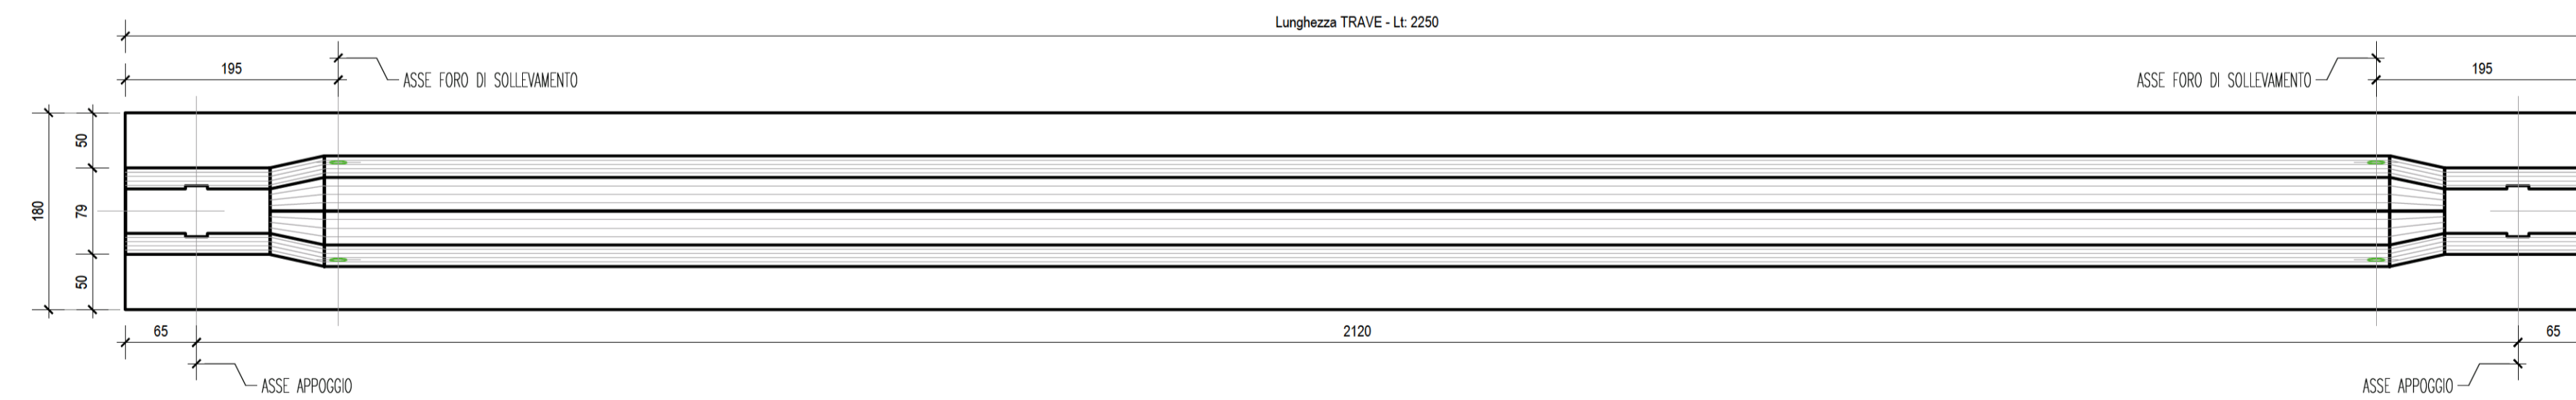 Lunghezza TRAVE - Lt: 2250
195
ASSE FORO DI SOLLEVAMENTO
ASSE FORO DI SOLLEVAMENTO
195
180
50
79
50
65
2120
65
ASSE APPOGGIO
ASSE APPOGGIO